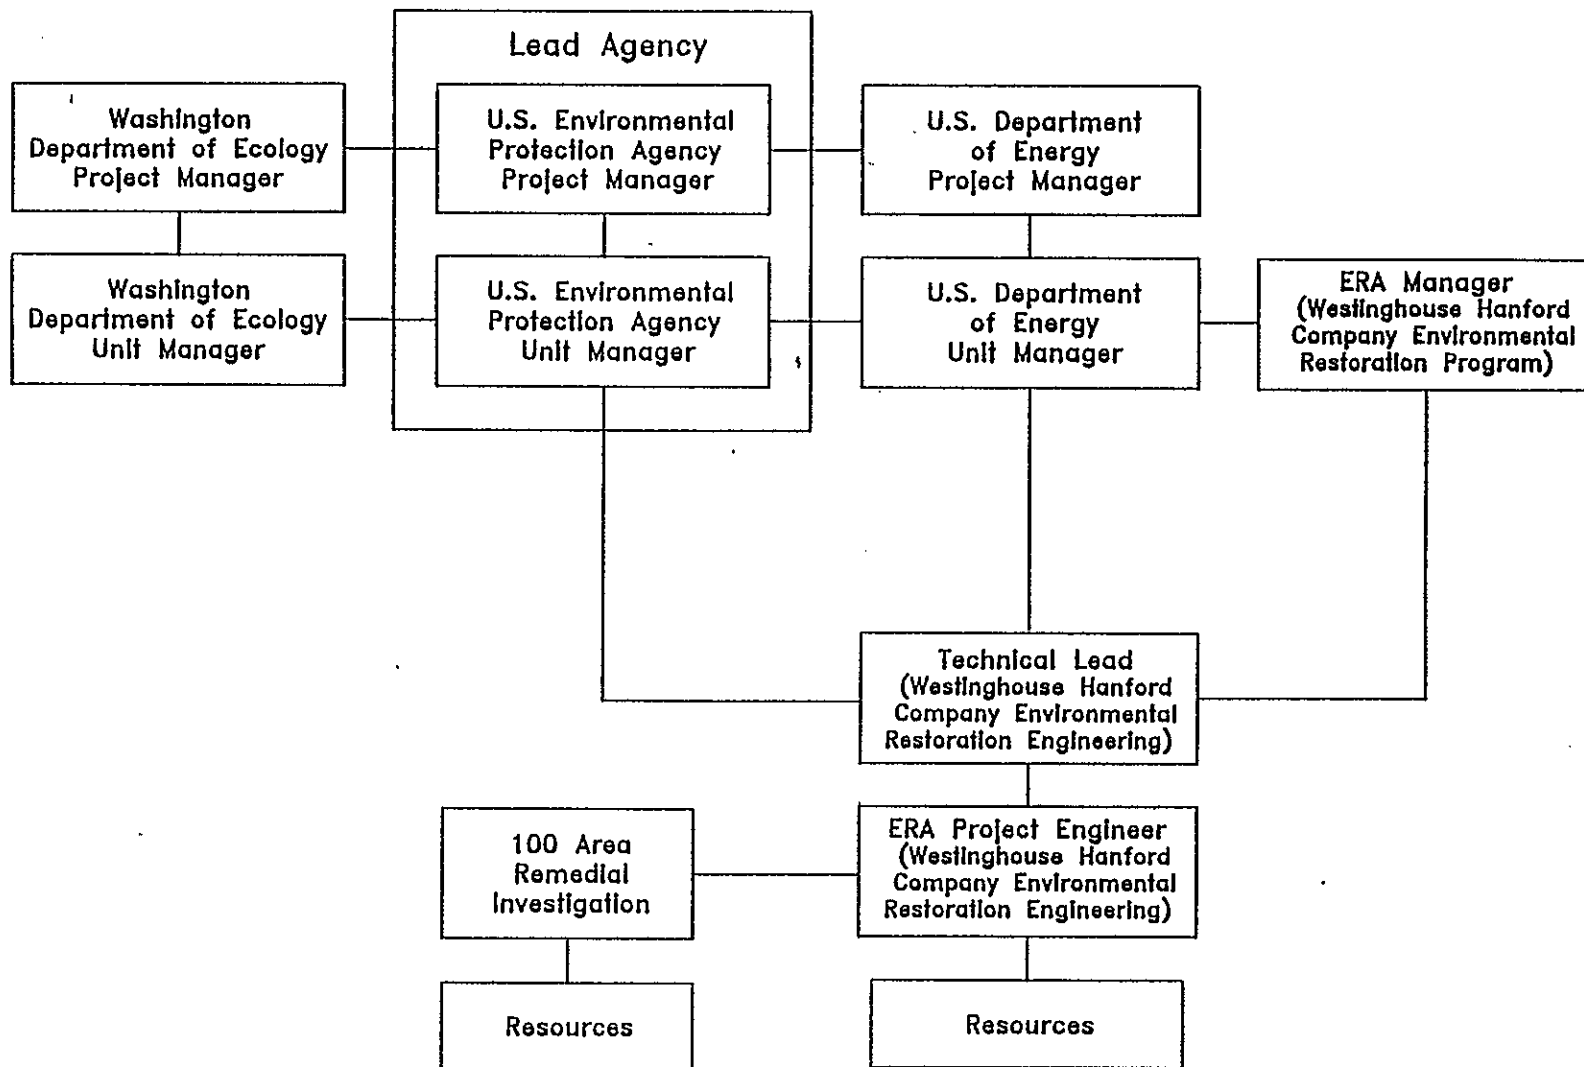 Lead Agency
Washington
Department of Ecology
Project Manager
U.S. Environmental
Protection Agency
Project Manager
U.S. Department
of Energy
Project Manager
Washington
Department of Ecology
Unit Manager
U.S. Environmental
Protection Agency
Unit Manager
U.S. Department
of Energy
Unit Manager
ERA Manager
(Westinghouse Hanford
Company Environmental
Restoration Program)
Technical Lead
(Westinghouse Hanford
Company Environmental
Restoration Engineering)
100 Area
Remedial
Investigation
ERA Project Engineer
(Westinghouse Hanford
Company Environmental
Restoration Engineering)
Resources
Resources